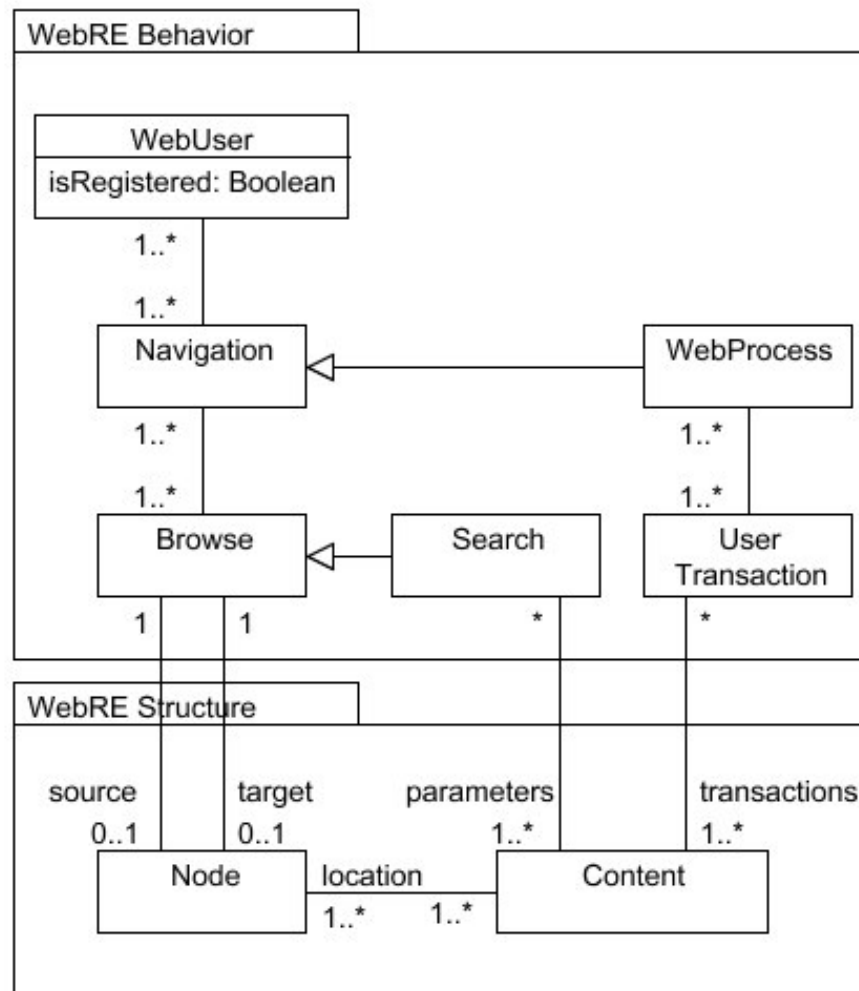 WebRE Behavior
WebUser
isRegistered: Boolean
1..*
1..*
Navigation
WebProcess
1..*
1..*
1..*
1..*
Browse
Search
User
Transaction
1
1
*
*
WebRE Structure
source
target
parameters
transactions
0..1
0..1
1..*
1..*
Node
location
Content
1..*
1..*